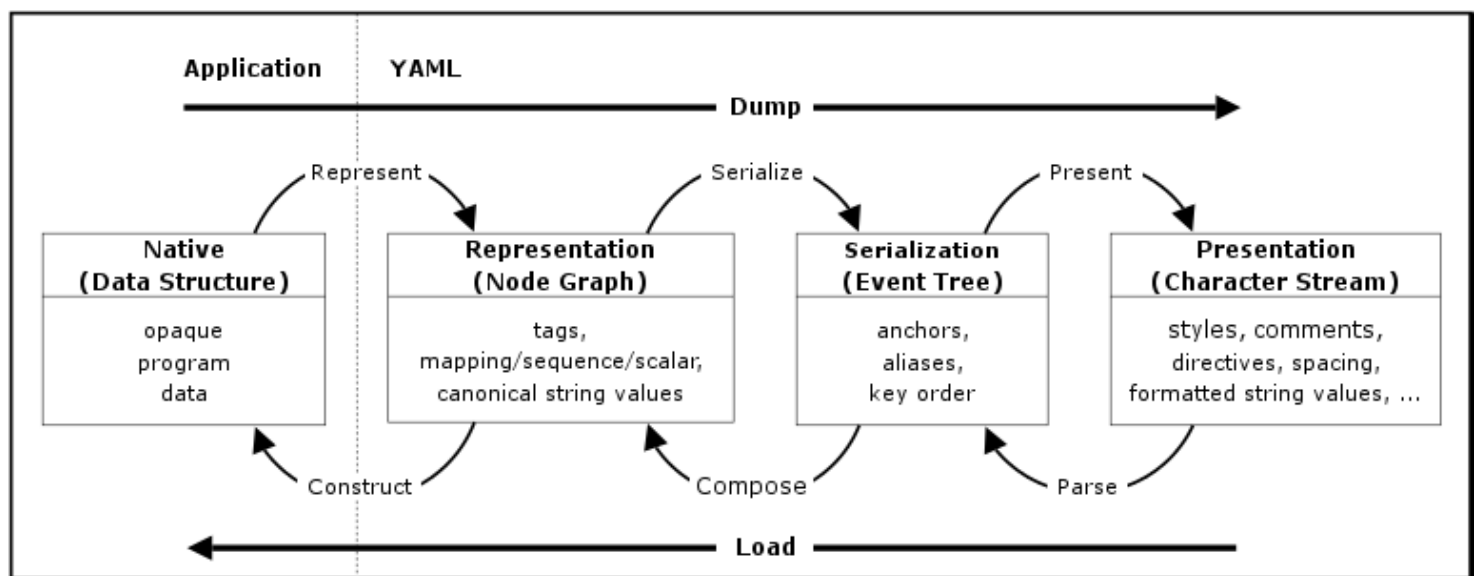 Application YAML
Dump
Represent Serialize Present
Native
(Data Structure)
opaque
program
data
Representation
(Node Graph)
tags,
mapping/sequence/scalar,
canonical string values
Serialization
(Event Tree)
anchors,
aliases,
key order
Presentation
(Character Stream)
styles, comments,
directives, spacing,
formatted string values, ...
Construct Compose Parse
Load